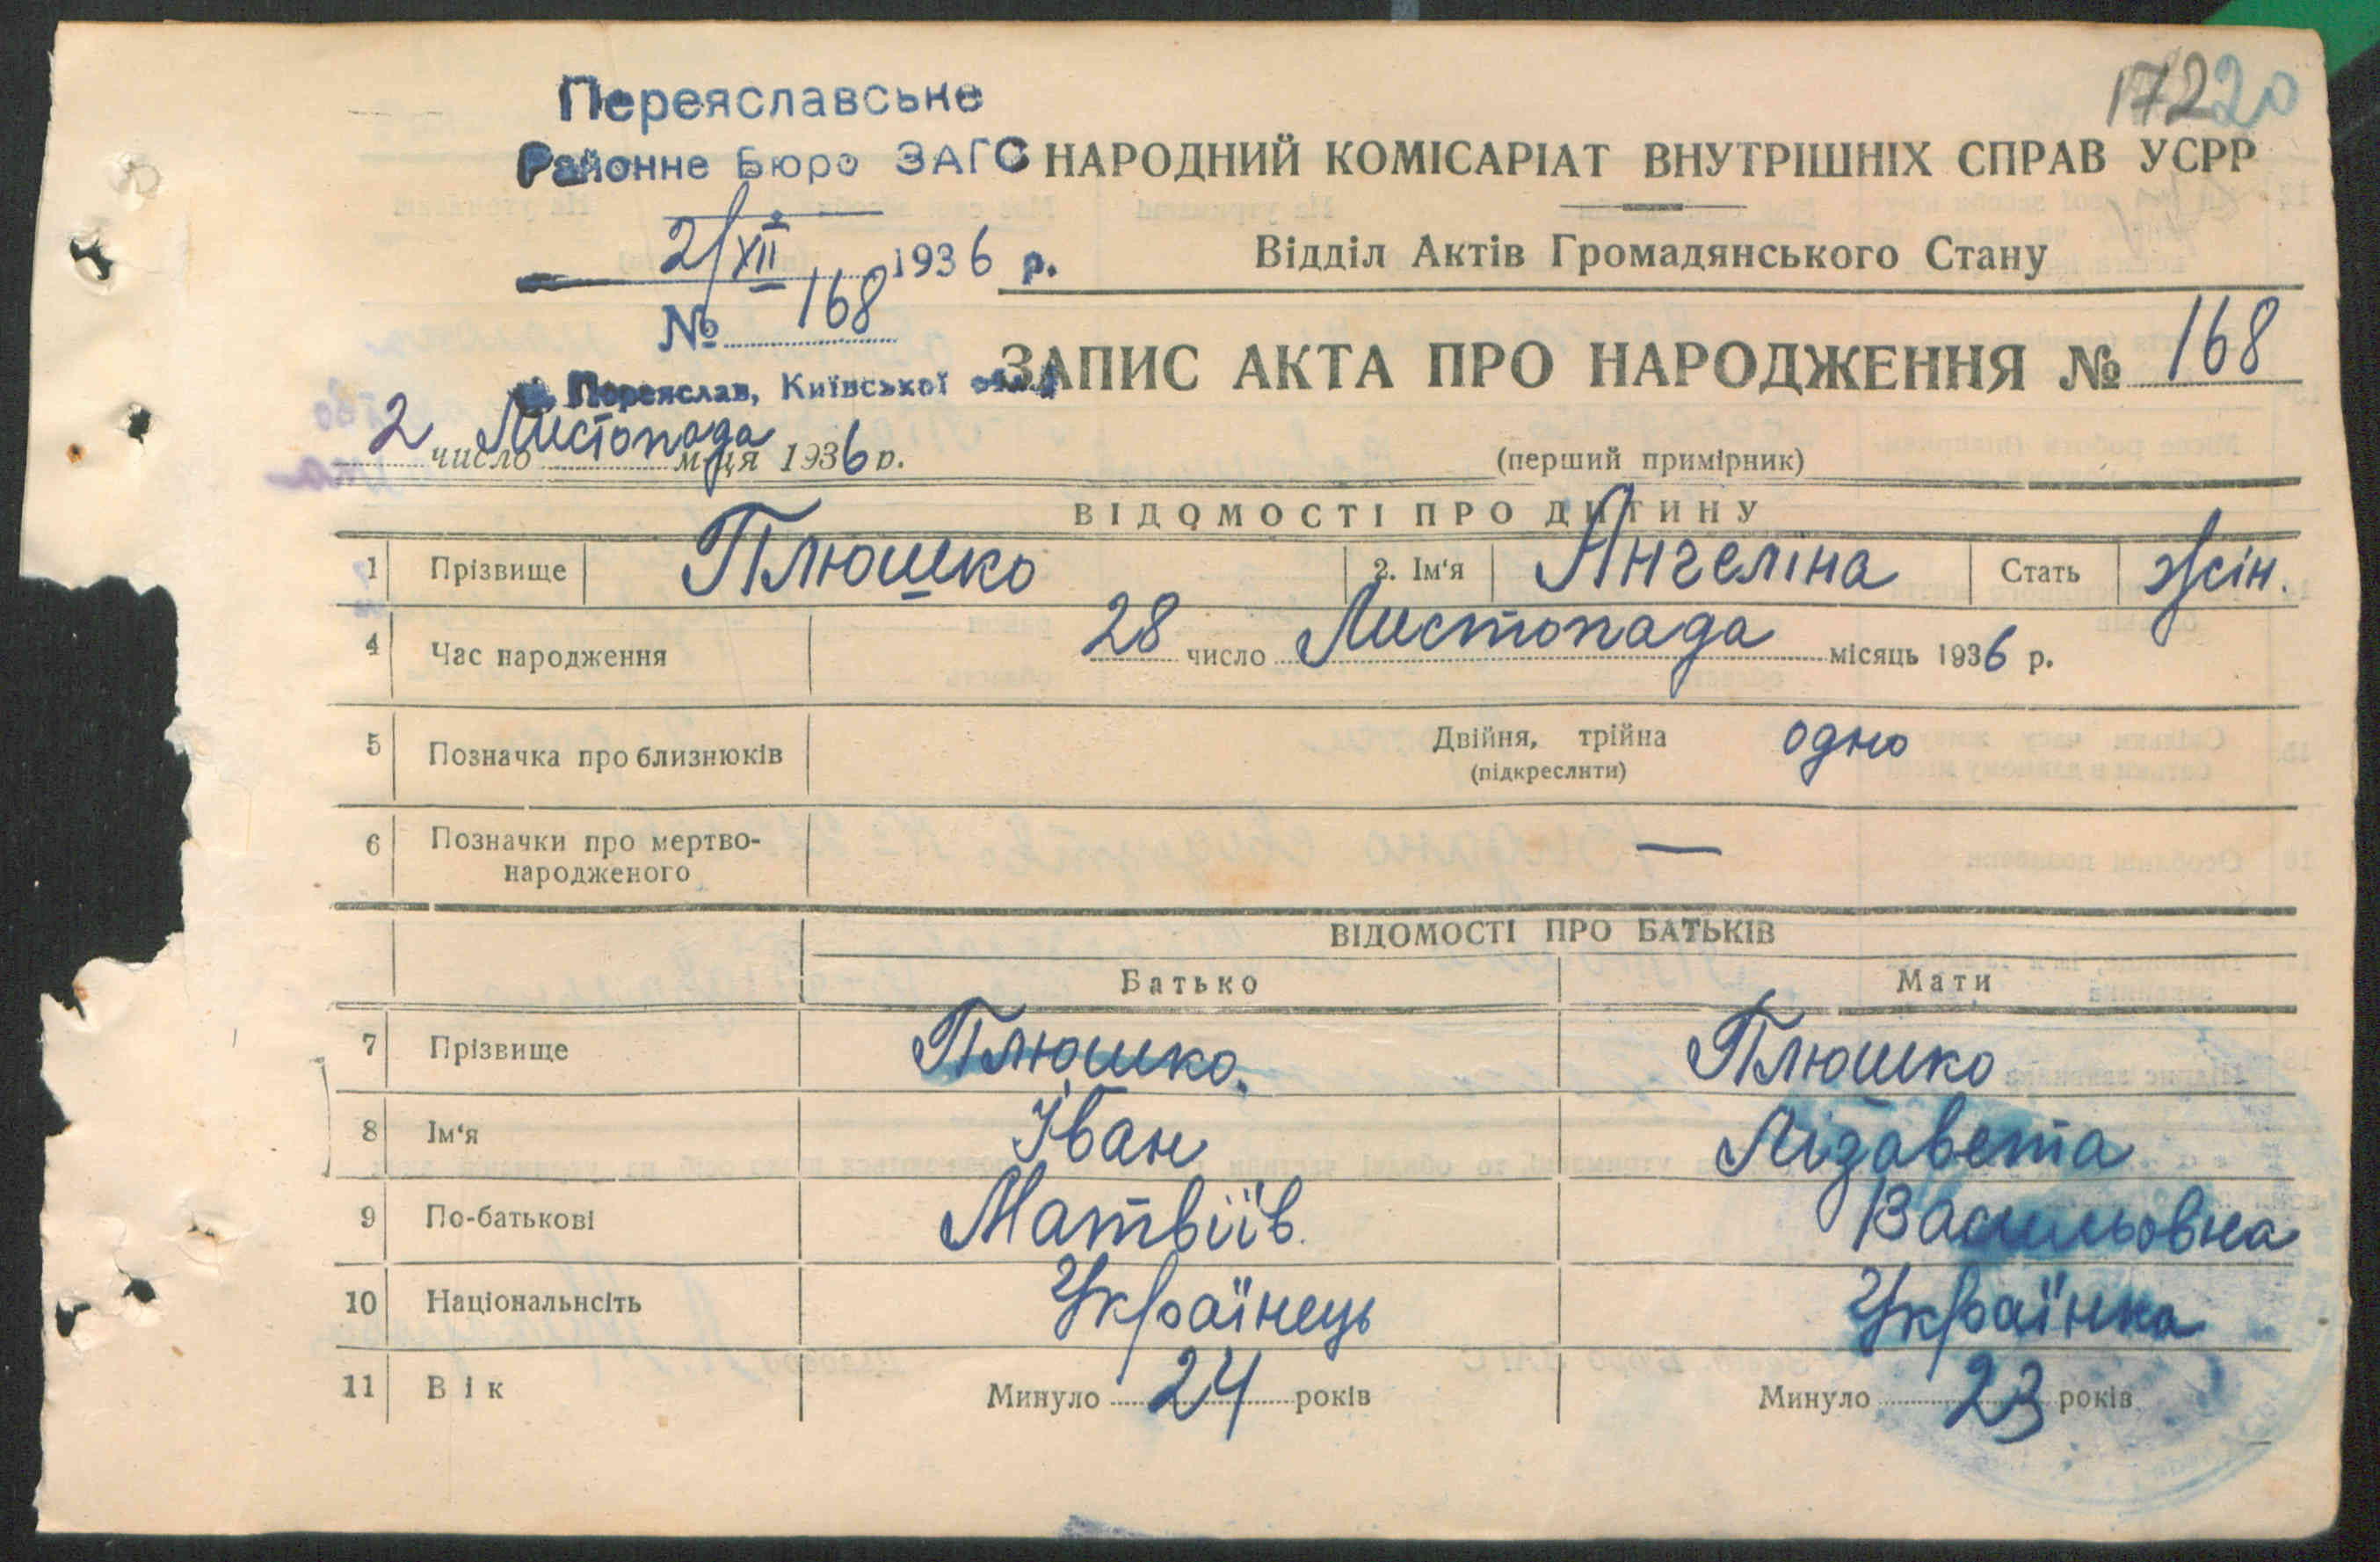 17220
Переяславське
Районне Бюро ЗАГС
НАРОДНИЙ КОМІСАРІАТ ВНУТРІШНІХ СПРАВ УСРР
2/XII 1936 р.
Відділ Актів Громадянського Стану
№ 168
ЗАПИС АКТА ПРО НАРОДЖЕННЯ № 168
Переяслав, Київської
2 число Листопада м-ця 1936 р.
(перший примірник)
ВІДОМОСТІ ПРО ДИТИНУ
1 Прізвище Плюшко 2. Ім'я Ангеліна Стать жін.
4 Час народження 28 число Листопада місяць 1936 р.
5 Позначка про близнюків Двійня, трійна одно
(підкреслити)
6 Позначки про мертво-
народженого —
ВІДОМОСТІ ПРО БАТЬКІВ
Батько Мати
7 Прізвище Плюшко. Плюшко
8 Ім'я Іван Лізавета
9 По-батькові Матвіїв. Васильовна
10 Національнсіть Українець Українка
11 Вік Минуло 24 років Минуло 23 років